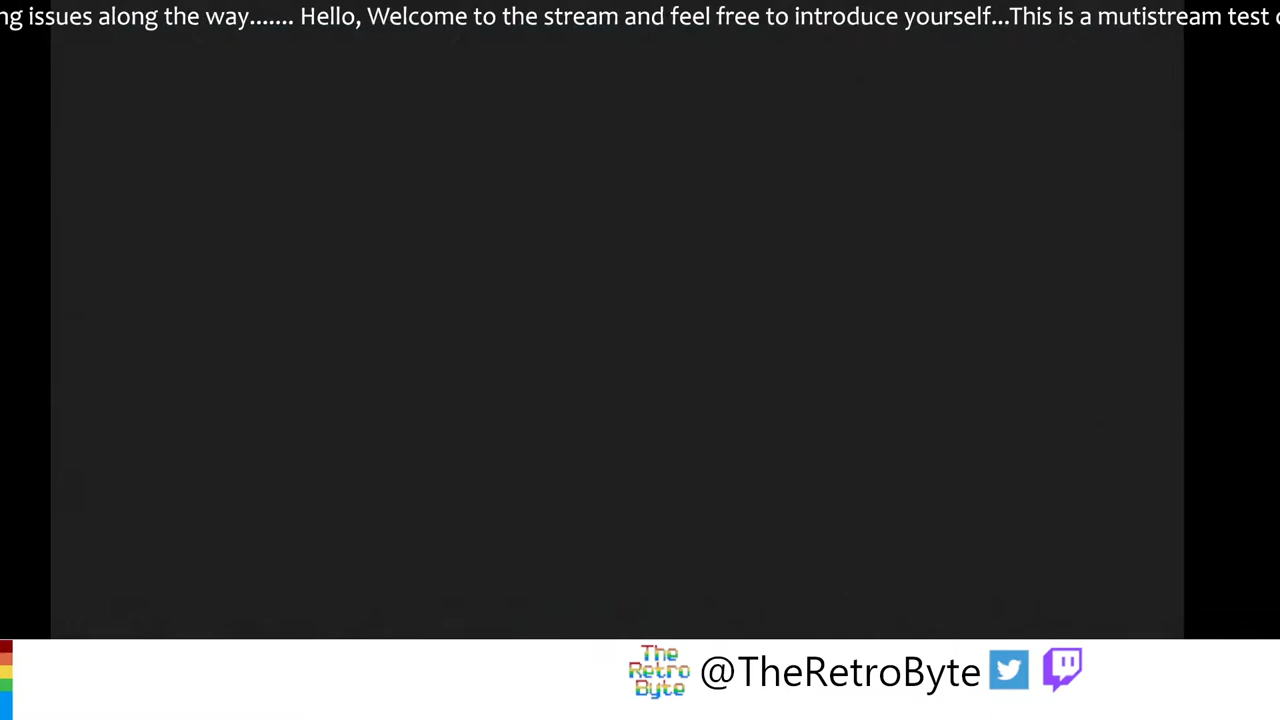 ng issues along the way....... Hello, Welcome to the stream and feel free to introduce yourself...This is a mutistream test
The
Retro
Byte
@TheRetroByte